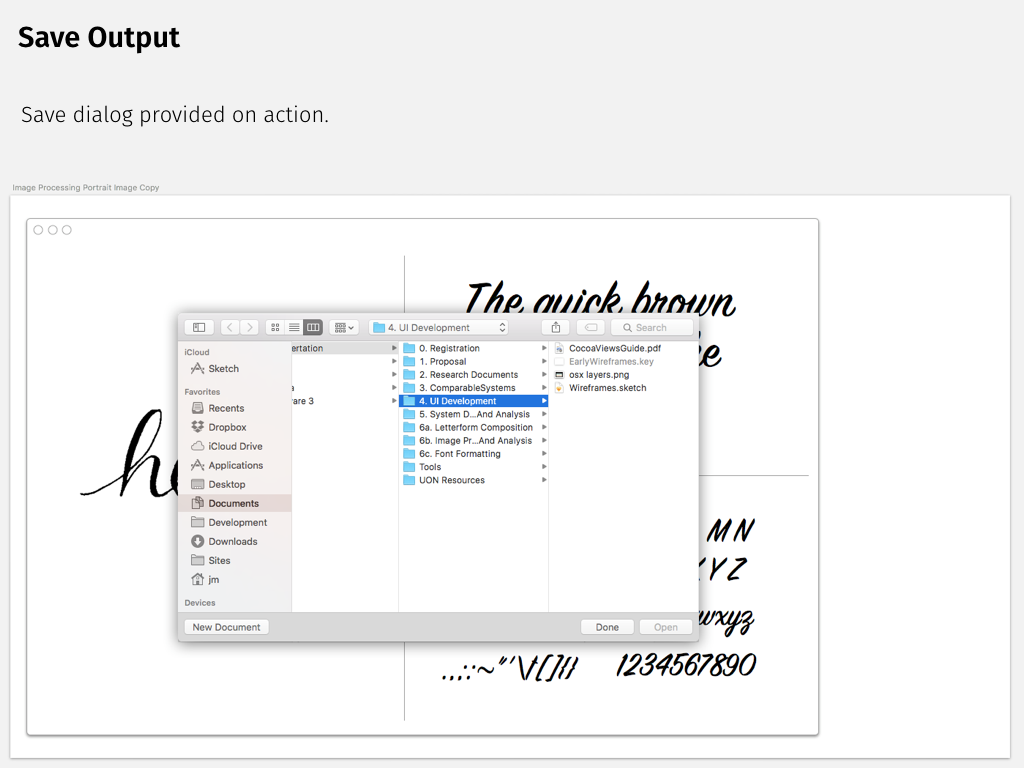 Save Output
Save dialog provided on action.
Image Processing Portrait Image Copy
The quick brown
4. UI Development
Search
iCloud
Sketch
Favorites
Recents
Dropbox
iCloud Drive
Applications
Desktop
Documents
Development
Downloads
Sites
jm
Devices
ertation
a
are 3
0. Registration
1. Proposal
2. Research Documents
3. ComparableSystems
4. UI Development
5. System D...And Analysis
6a. Letterform Composition
6b. Image Pr...And Analysis
6c. Font Formatting
Tools
UON Resources
CocoaViewsGuide.pdf
EarlyWireframes.key
osx layers.png
Wireframes.sketch
New Document
Done
Open
M N
Y Z
wxyz
1234567890